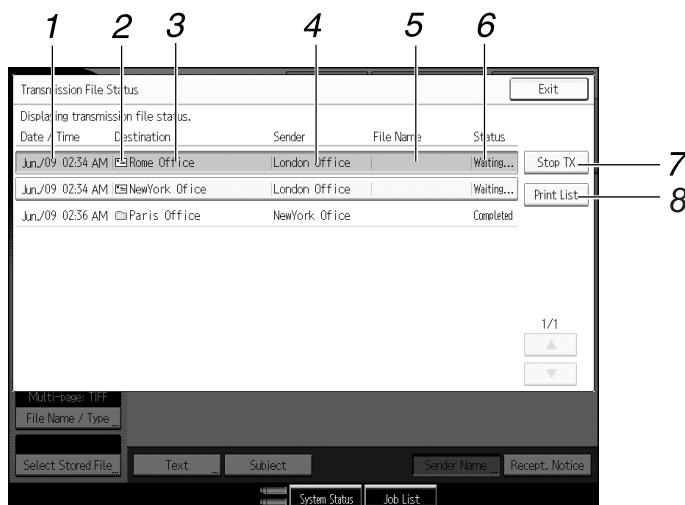 1 2 3 4 5 6
Transmission File Status
Exit
Displaying transmission file status.
Date / Time Destination Sender File Name Status
Jun./09 02:34 AM Rome Office London Office Waiting... Stop TX 7
Jun./09 02:34 AM NewYork Ofice London Office Waiting... Print List 8
Jun./09 02:36 AM Paris Office NewYork Ofice Completed
1/1
▲
▼
Multi-page: TIFF
File Name / Type
Select Stored File Text Subject Sender Name Recept. Notice
System Status Job List